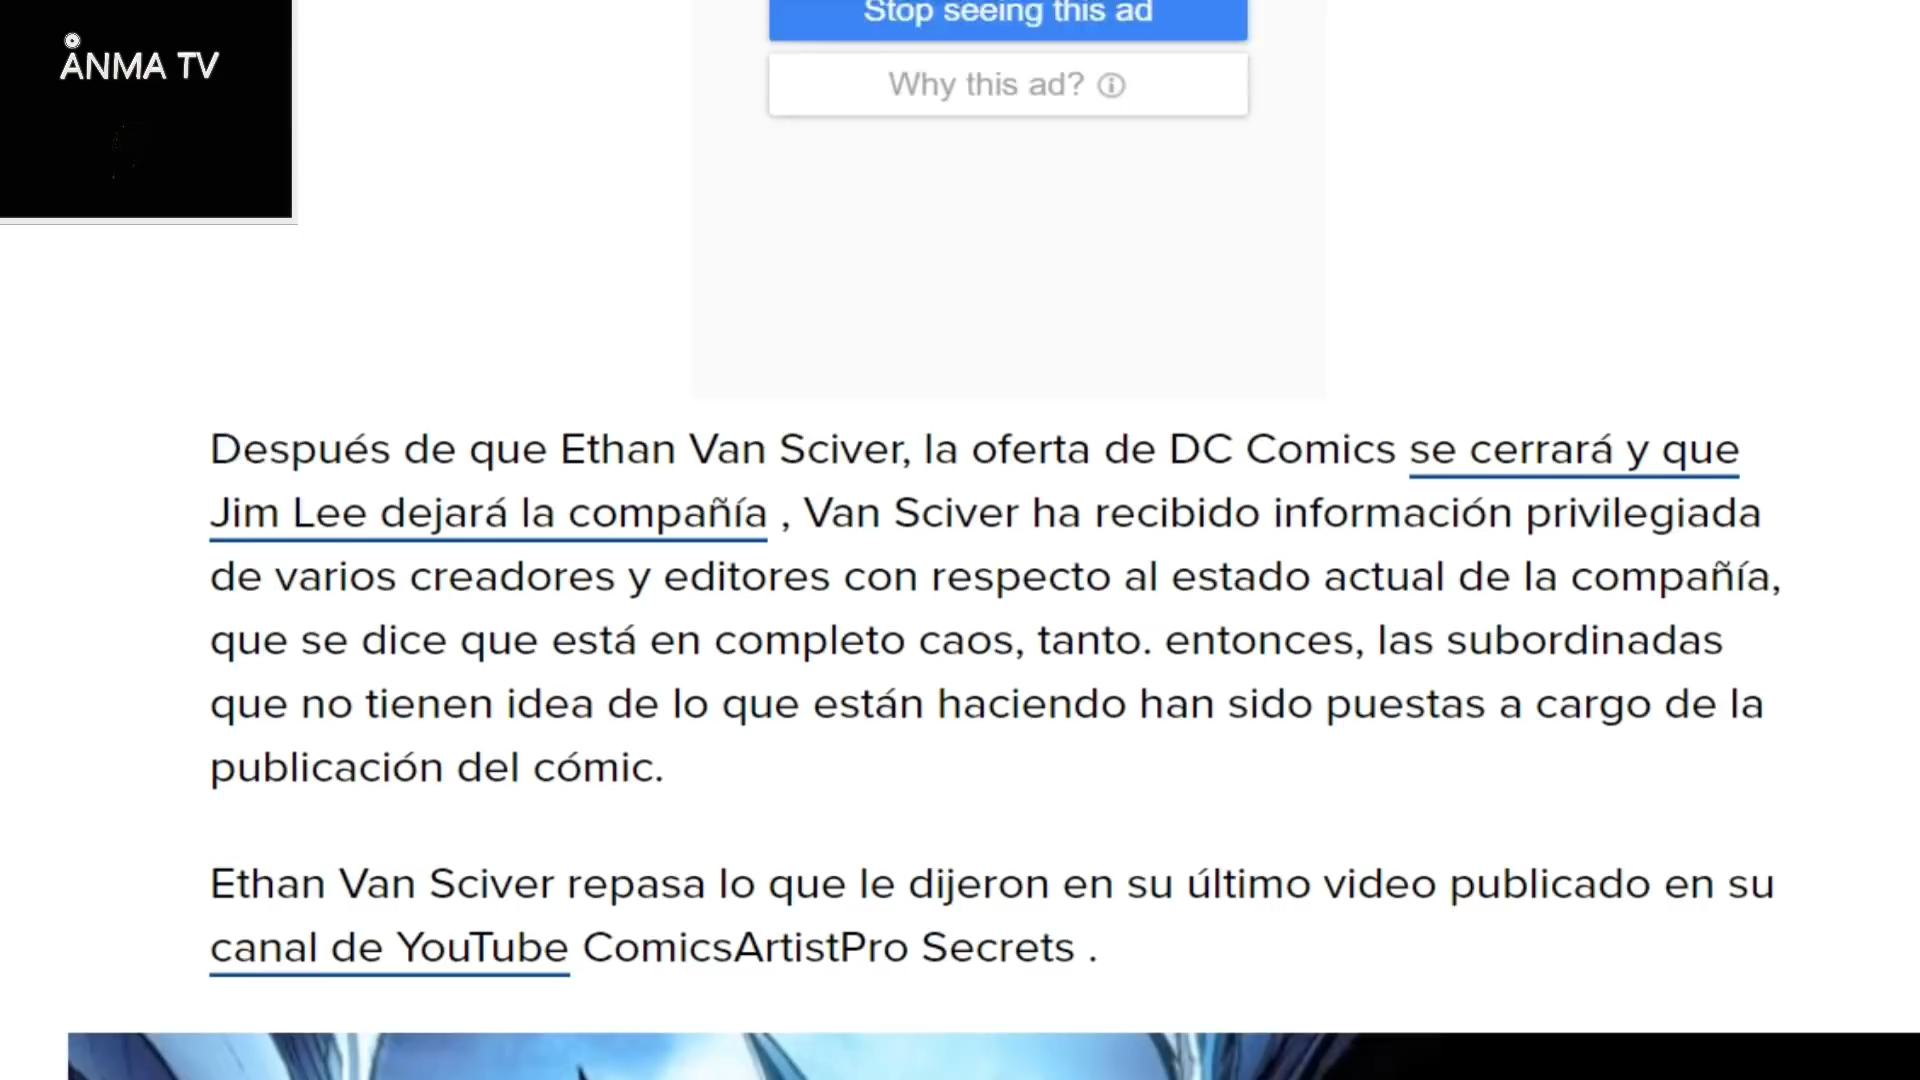 Stop seeing this ad
ANMA TV
Why this ad?
Después de que Ethan Van Sciver, la oferta de DC Comics se cerrará y que
Jim Lee dejará la compañía , Van Sciver ha recibido información privilegiada
de varios creadores y editores con respecto al estado actual de la compañía,
que se dice que está en completo caos, tanto. entonces, las subordinadas
que no tienen idea de lo que están haciendo han sido puestas a cargo de la
publicación del cómic.
Ethan Van Sciver repasa lo que le dijeron en su último video publicado en su
canal de YouTube ComicsArtistPro Secrets .